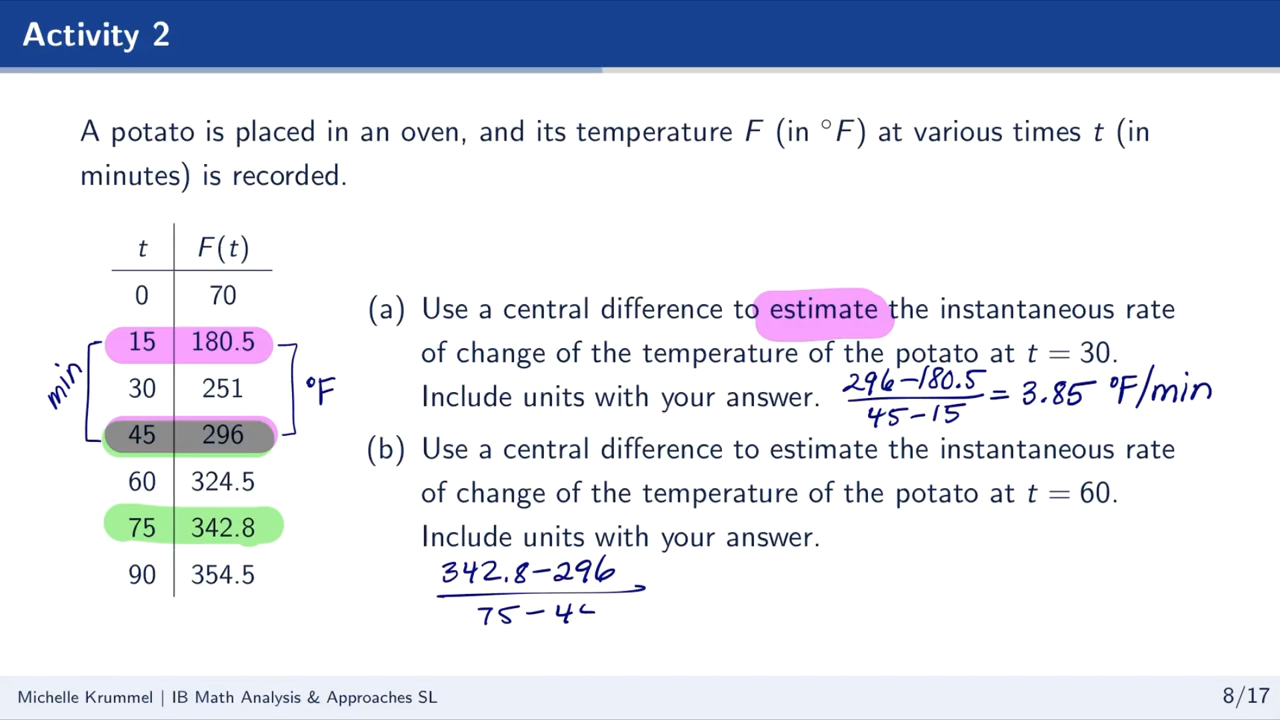 Activity 2
A potato is placed in an oven, and its temperature F (in °F) at various times t (in
minutes) is recorded.
t F(t)
0 70
15 180.5
30 251
45 296
60 324.5
75 342.8
90 354.5
min
°F
(a) Use a central difference to estimate the instantaneous rate
of change of the temperature of the potato at t = 30.
Include units with your answer.
296-180.5
45-15
= 3.85 °F/min
(b) Use a central difference to estimate the instantaneous rate
of change of the temperature of the potato at t = 60.
Include units with your answer.
342.8-296
75-4
Michelle Krummel | IB Math Analysis & Approaches SL
8/17